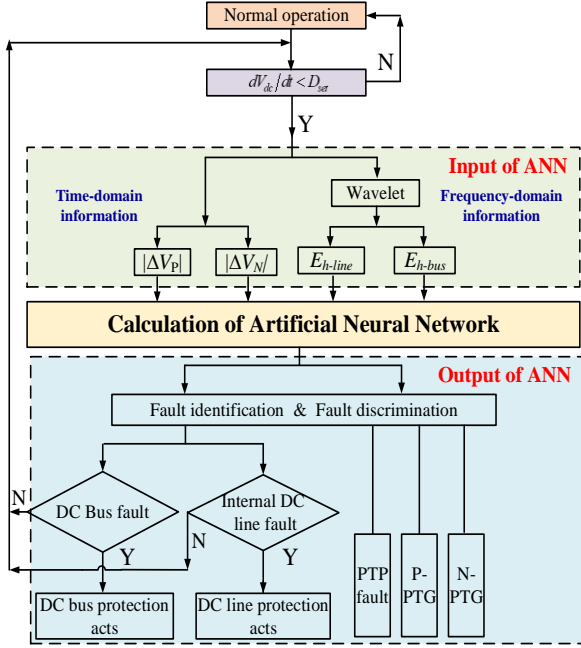 Normal operation
N
dV_dc/dt < D_set
Y
Input of ANN
Time-domain
information
Wavelet
Frequency-domain
information
|ΔV_P|
|ΔV_N/
E_h-line
E_h-bus
Calculation of Artificial Neural Network
Output of ANN
Fault identification & Fault discrimination
N
DC Bus fault
Internal DC
line fault
N
Y
Y
PTP
fault
P-
PTG
N-
PTG
DC bus protection
acts
DC line protection
acts